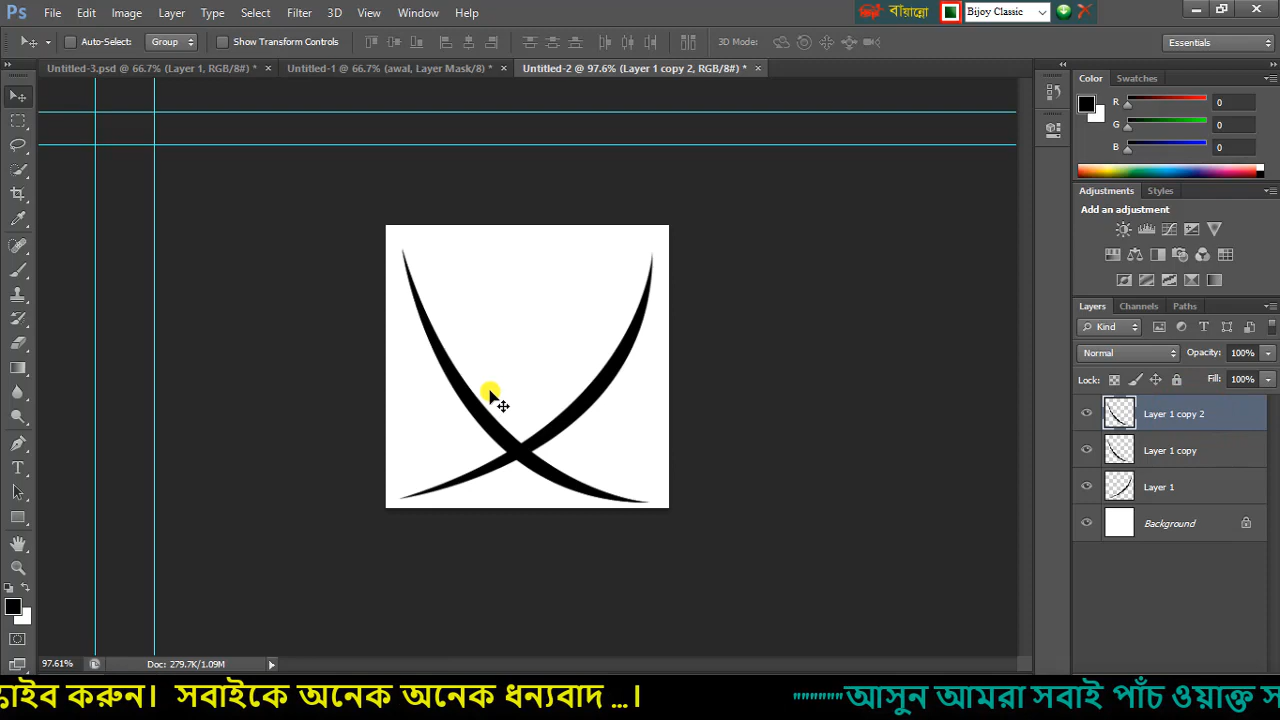 Ps File Edit Image Layer Type Select Filter 3D View Window Help বাঁয়ান্নো Bijoy Classic
Auto-Select: Group Show Transform Controls 3D Mode: Essentials
Untitled-3.psd @ 66.7% (Layer 1, RGB/8#) * × Untitled-1 @ 66.7% (awal, Layer Mask/8) * × Untitled-2 @ 97.6% (Layer 1 copy 2, RGB/8#) * ×
Color Swatches
R 0
G 0
B 0
Adjustments Styles
Add an adjustment
Layers Channels Paths
Kind
Normal Opacity: 100%
Lock: Fill: 100%
Layer 1 copy 2
Layer 1 copy
Layer 1
Background
97.61% Doc: 279.7K/1.09M
করুন। সবাইকে অনেক অনেক ধন্যবাদ ...। """"""আসুন আমরা সবাই পাঁচ ওয়াক্ত